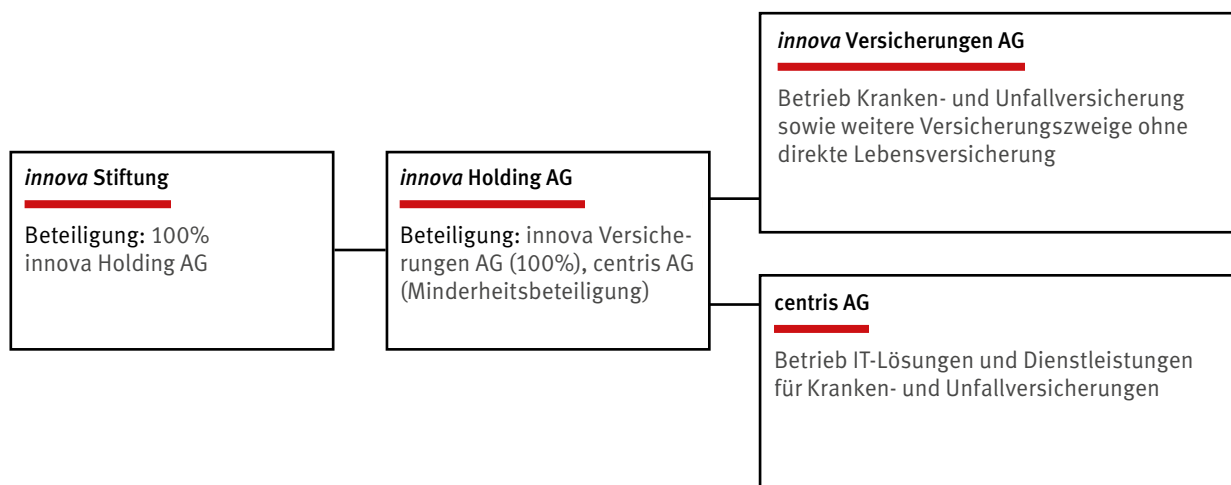 innova Stiftung
Beteiligung: 100%
innova Holding AG
innova Holding AG
Beteiligung: innova Versiche-
rungen AG (100%), centris AG
(Minderheitsbeteiligung)
innova Versicherungen AG
Betrieb Kranken- und Unfallversicherung
sowie weitere Versicherungszweige ohne
direkte Lebensversicherung
centris AG
Betrieb IT-Lösungen und Dienstleistungen
für Kranken- und Unfallversicherungen